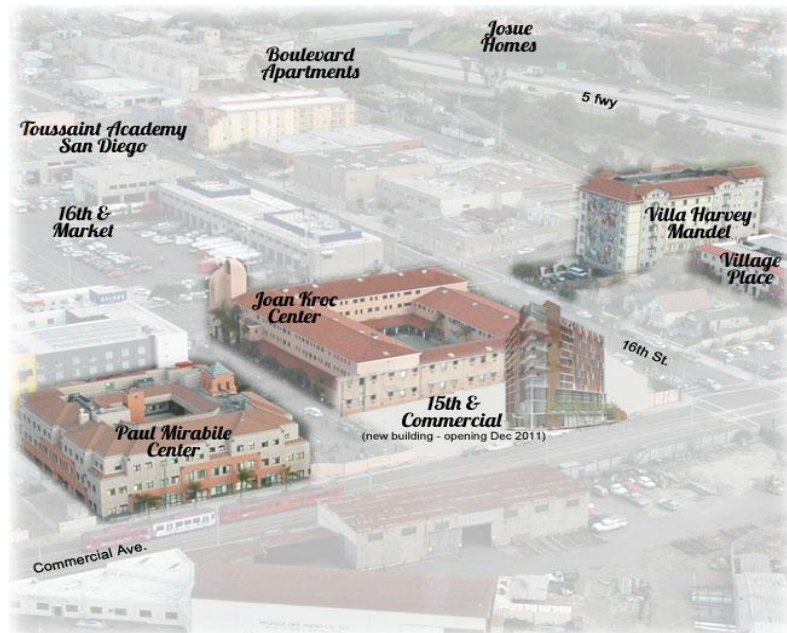 Josue
Homes
Boulevard
Apartments
5 fwy
Toussaint Academy
San Diego
16th &
Market
Villa Harvey
Mandel
Village
Place
Joan Kroc
Center
16th St.
15th &
Commercial
(new building - opening Dec 2011)
Paul Mirabile
Center
Commercial Ave.